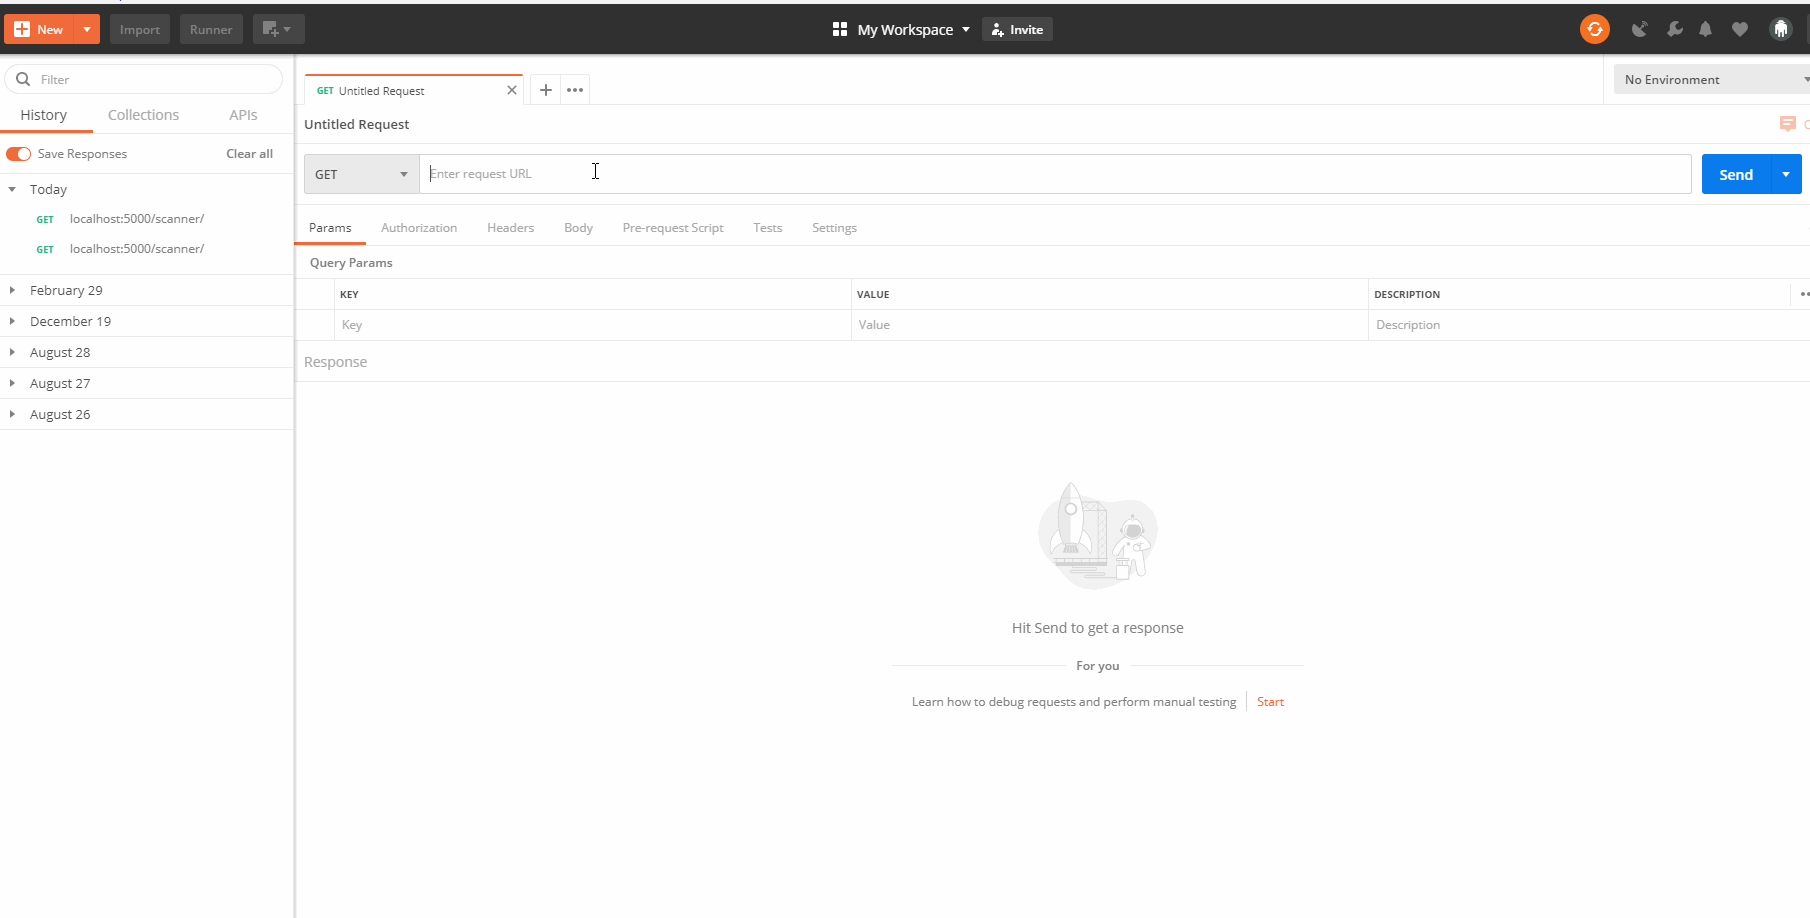 New Import Runner My Workspace Invite
Filter
GET Untitled Request
No Environment
History Collections APIs
Untitled Request
Save Responses Clear all
GET Enter request URL Send
Today
GET localhost:5000/scanner/
GET localhost:5000/scanner/
February 29
December 19
August 28
August 27
August 26
Params Authorization Headers Body Pre-request Script Tests Settings
Query Params
KEY VALUE DESCRIPTION
Key Value Description
Response
Hit Send to get a response
For you
Learn how to debug requests and perform manual testing Start